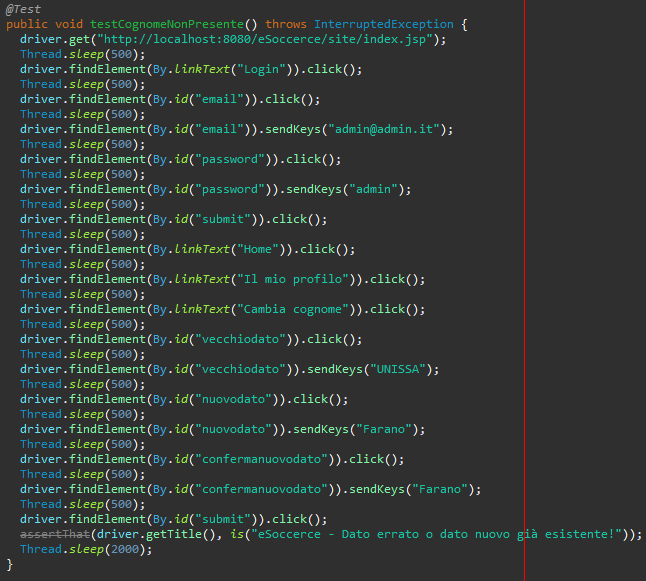 @Test
public void testCognomeNonPresente() throws InterruptedException {
driver.get("http://localhost:8080/eSoccerce/site/index.jsp");
Thread.sleep(500);
driver.findElement(By.linkText("Login")).click();
Thread.sleep(500);
driver.findElement(By.id("email")).click();
Thread.sleep(500);
driver.findElement(By.id("email")).sendKeys("admin@admin.it");
Thread.sleep(500);
driver.findElement(By.id("password")).click();
Thread.sleep(500);
driver.findElement(By.id("password")).sendKeys("admin");
Thread.sleep(500);
driver.findElement(By.id("submit")).click();
Thread.sleep(500);
driver.findElement(By.linkText("Home")).click();
Thread.sleep(500);
driver.findElement(By.linkText("Il mio profilo")).click();
Thread.sleep(500);
driver.findElement(By.linkText("Cambia cognome")).click();
Thread.sleep(500);
driver.findElement(By.id("vecchiodato")).click();
Thread.sleep(500);
driver.findElement(By.id("vecchiodato")).sendKeys("UNISSA");
Thread.sleep(500);
driver.findElement(By.id("nuovodato")).click();
Thread.sleep(500);
driver.findElement(By.id("nuovodato")).sendKeys("Farano");
Thread.sleep(500);
driver.findElement(By.id("confermanuovodato")).click();
Thread.sleep(500);
driver.findElement(By.id("confermanuovodato")).sendKeys("Farano");
Thread.sleep(500);
driver.findElement(By.id("submit")).click();
assertThat(driver.getTitle(), is("eSoccerce - Dato errato o dato nuovo già esistente!"));
Thread.sleep(2000);
}